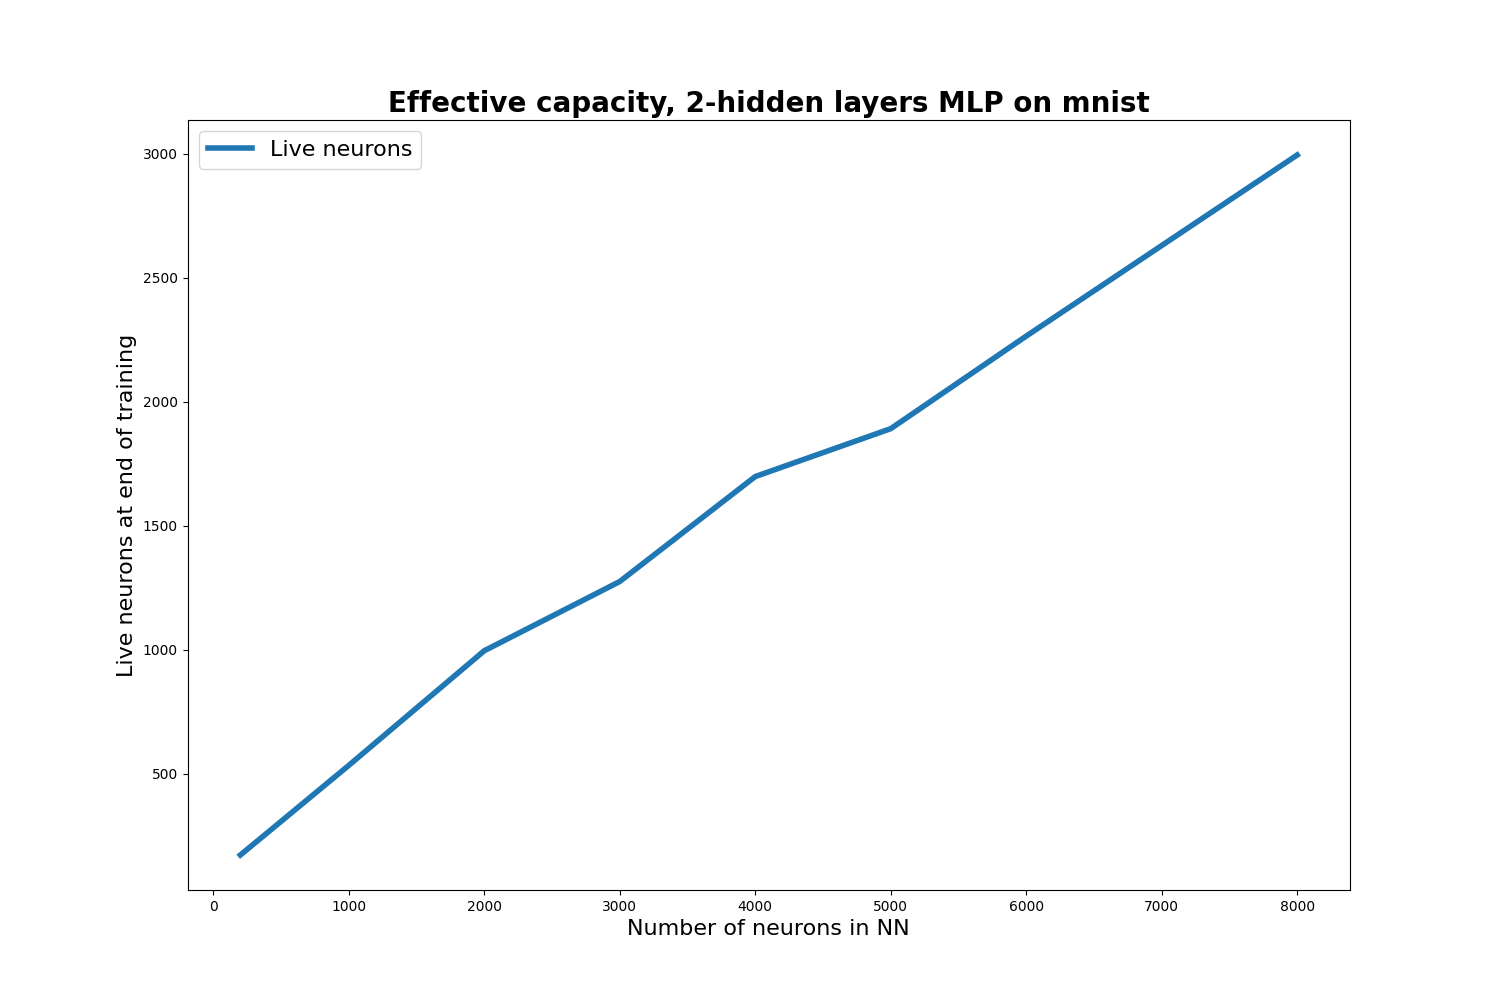 Effective capacity, 2-hidden layers MLP on mnist
Live neurons
3000
2500
2000
1500
1000
500
Live neurons at end of training
0 1000 2000 3000 4000 5000 6000 7000 8000
Number of neurons in NN